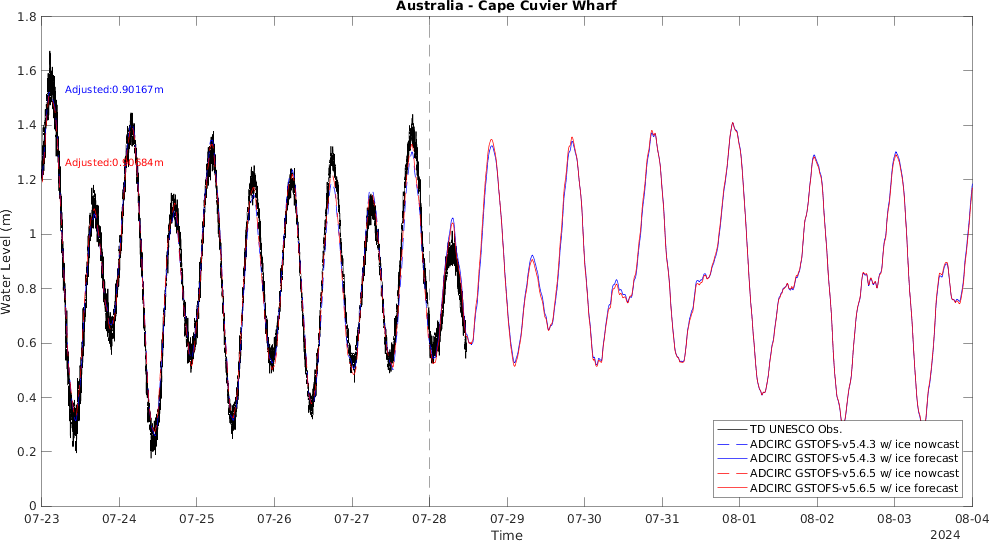 Australia - Cape Cuvier Wharf
Water Level (m)
1.8
1.6
1.4
1.2
1
0.8
0.6
0.4
0.2
0
Adjusted:0.90167m
Adjusted:0.90684m
TD UNESCO Obs.
ADCIRC GSTOFS-v5.4.3 w/ ice nowcast
ADCIRC GSTOFS-v5.4.3 w/ ice forecast
ADCIRC GSTOFS-v5.6.5 w/ ice nowcast
ADCIRC GSTOFS-v5.6.5 w/ ice forecast
07-23 07-24 07-25 07-26 07-27 07-28 07-29 07-30 07-31 08-01 08-02 08-03 08-04
Time
2024